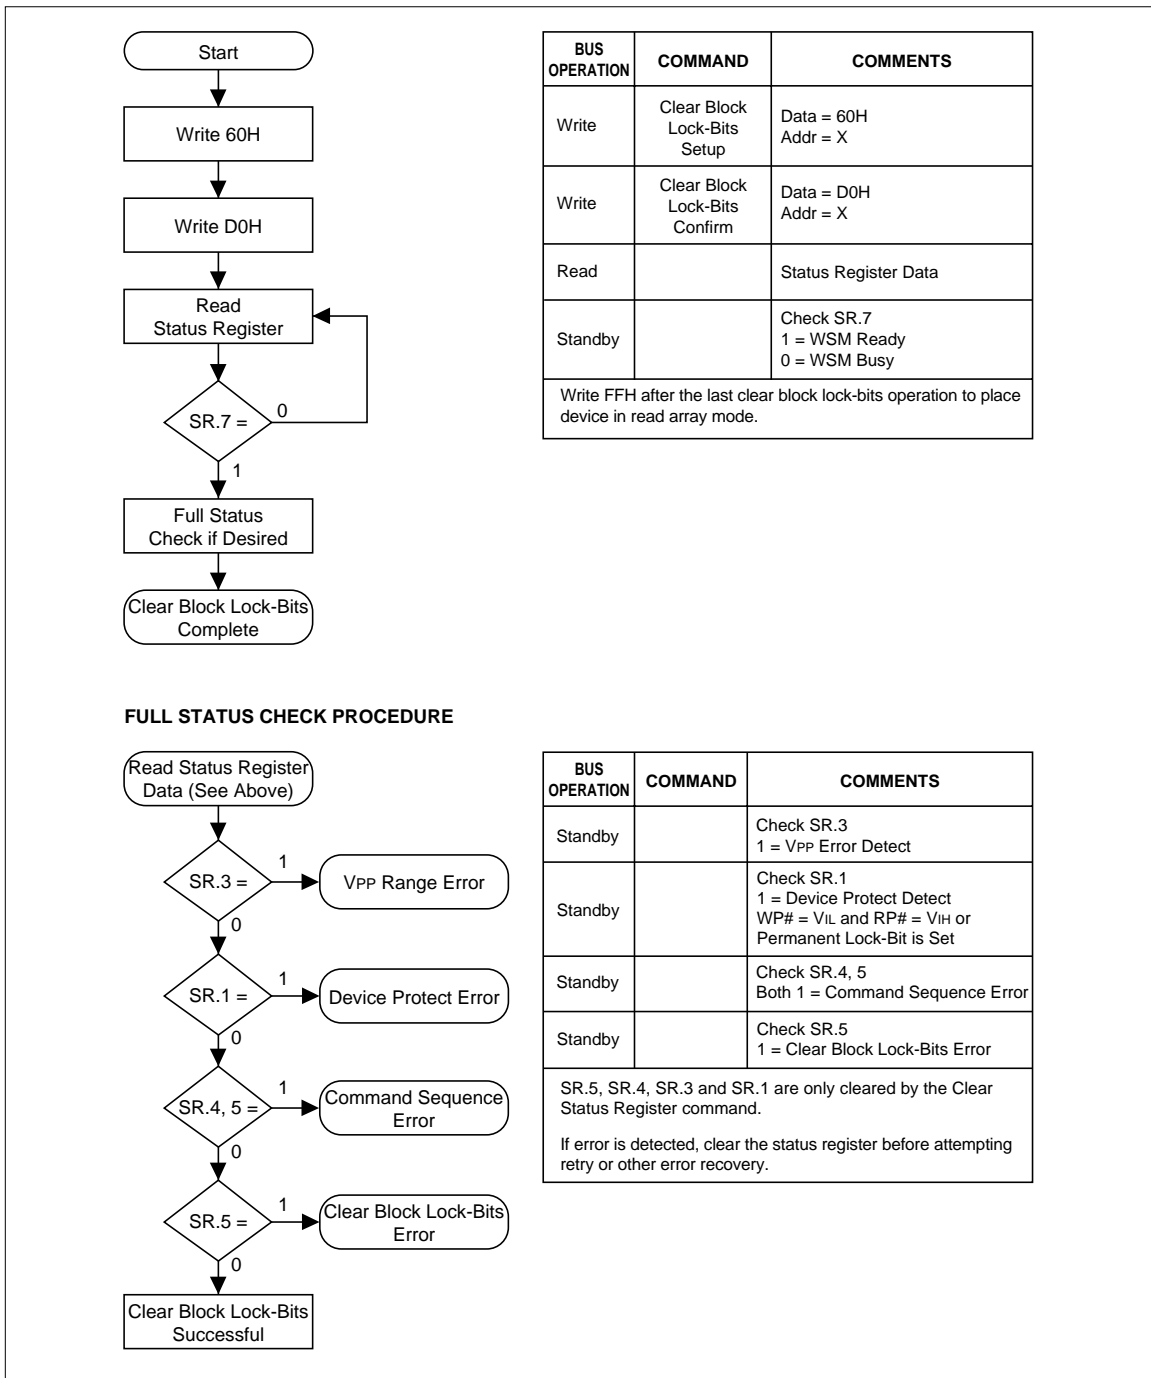 Start
Write 60H
Write D0H
Read
Status Register
SR.7 =
0
1
Full Status
Check if Desired
Clear Block Lock-Bits
Complete
BUS
OPERATION
COMMAND
COMMENTS
Write
Clear Block
Lock-Bits
Setup
Data = 60H
Addr = X
Write
Clear Block
Lock-Bits
Confirm
Data = D0H
Addr = X
Read
Status Register Data
Standby
Check SR.7
1 = WSM Ready
0 = WSM Busy
Write FFH after the last clear block lock-bits operation to place
device in read array mode.
FULL STATUS CHECK PROCEDURE
Read Status Register
Data (See Above)
SR.3 =
1
VPP Range Error
0
SR.1 =
1
Device Protect Error
0
SR.4, 5 =
1
Command Sequence
Error
0
SR.5 =
1
Clear Block Lock-Bits
Error
0
Clear Block Lock-Bits
Successful
BUS
OPERATION
COMMAND
COMMENTS
Standby
Check SR.3
1 = VPP Error Detect
Standby
Check SR.1
1 = Device Protect Detect
WP# = VIL and RP# = VIH or
Permanent Lock-Bit is Set
Standby
Check SR.4, 5
Both 1 = Command Sequence Error
Standby
Check SR.5
1 = Clear Block Lock-Bits Error
SR.5, SR.4, SR.3 and SR.1 are only cleared by the Clear
Status Register command.
If error is detected, clear the status register before attempting
retry or other error recovery.